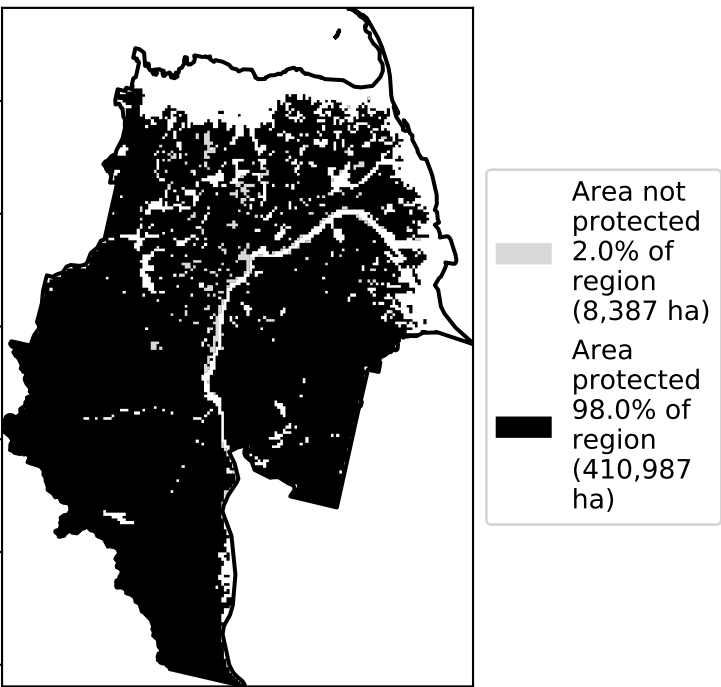 Area not
protected
2.0% of
region
(8,387 ha)
Area
protected
98.0% of
region
(410,987
ha)